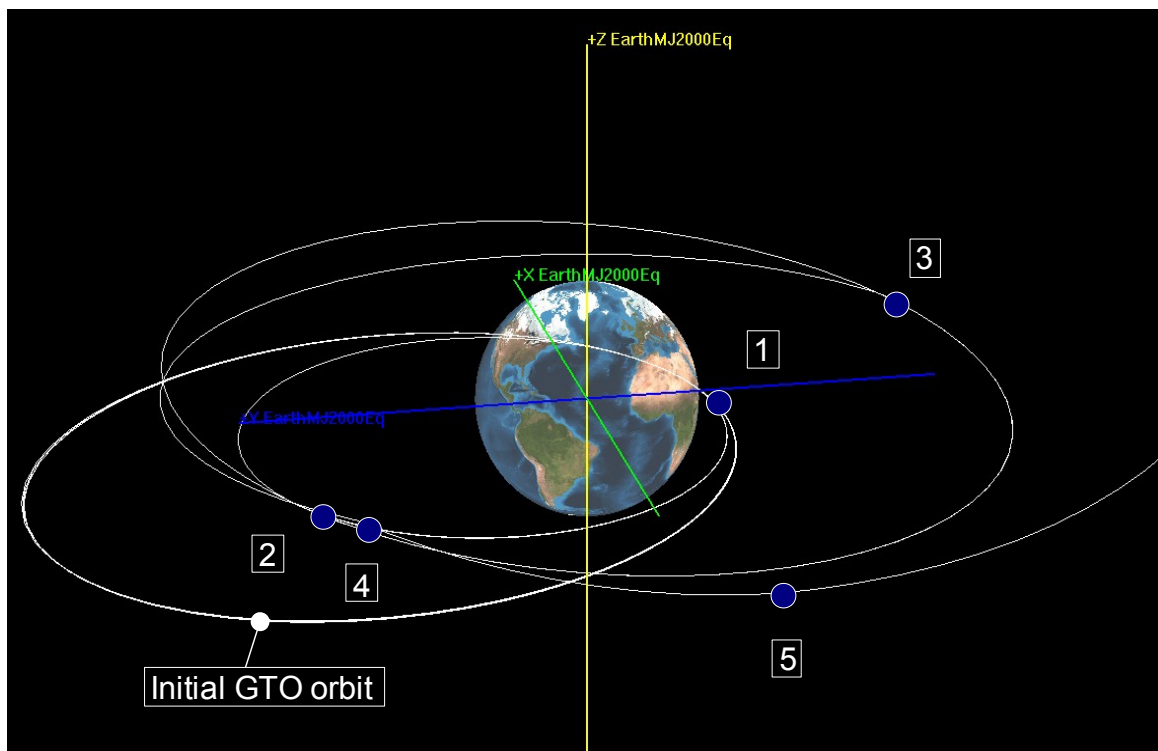 +Z EarthMJ2000Eq
3
+X EarthMJ2000Eq
1
+Y EarthMJ2000Eq
2
4
5
Initial GTO orbit